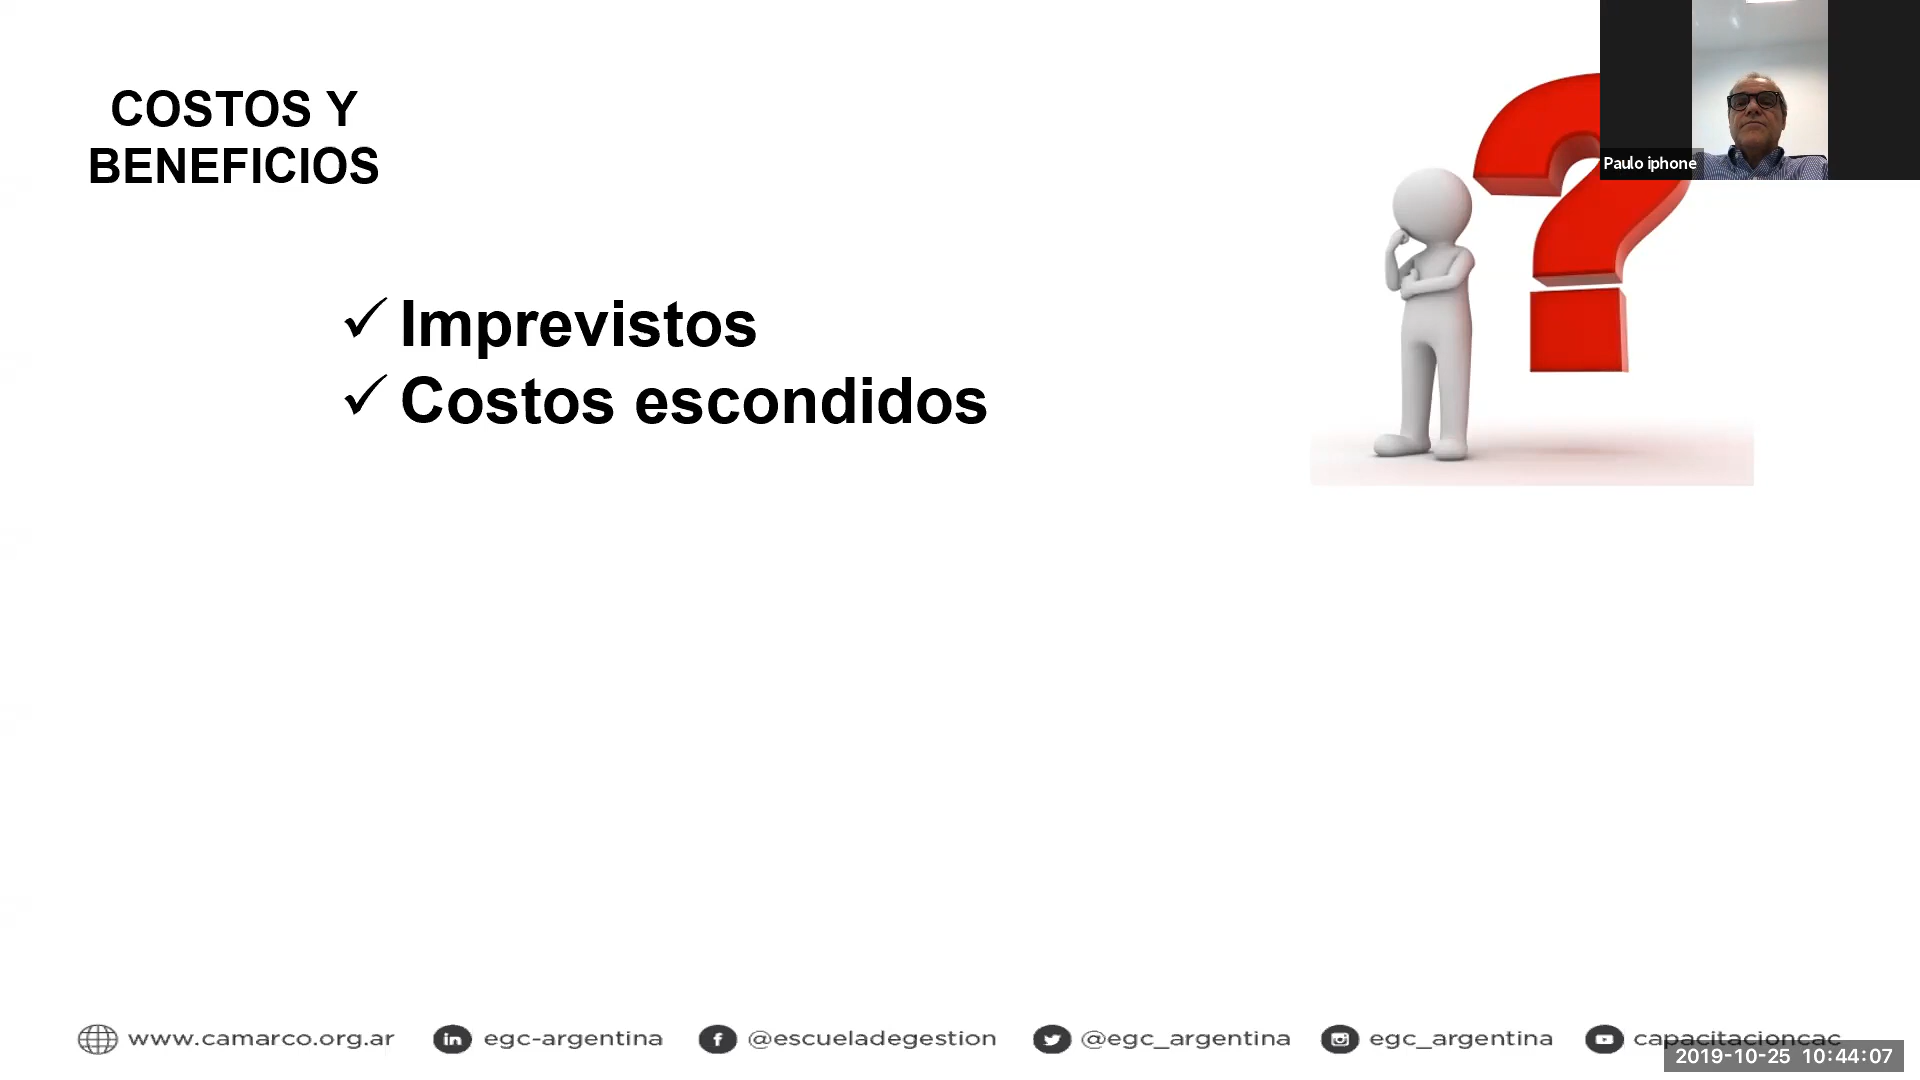 COSTOS Y
BENEFICIOS
Paulo iphone
✓ Imprevistos
✓ Costos escondidos
www.camarco.org.ar
egc-argentina
@escueladegestion
@egc_argentina
egc_argentina
capacitacioncac
2019-10-25 10:44:07